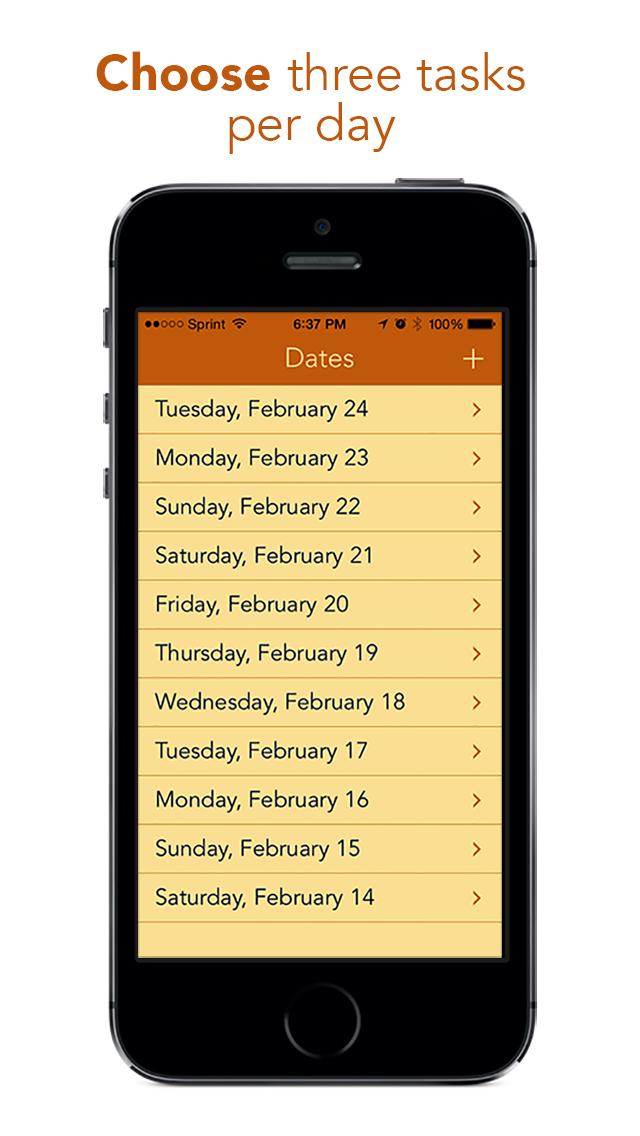 Choose three tasks
per day
Sprint 6:37 PM 100%
Dates +
Tuesday, February 24
Monday, February 23
Sunday, February 22
Saturday, February 21
Friday, February 20
Thursday, February 19
Wednesday, February 18
Tuesday, February 17
Monday, February 16
Sunday, February 15
Saturday, February 14